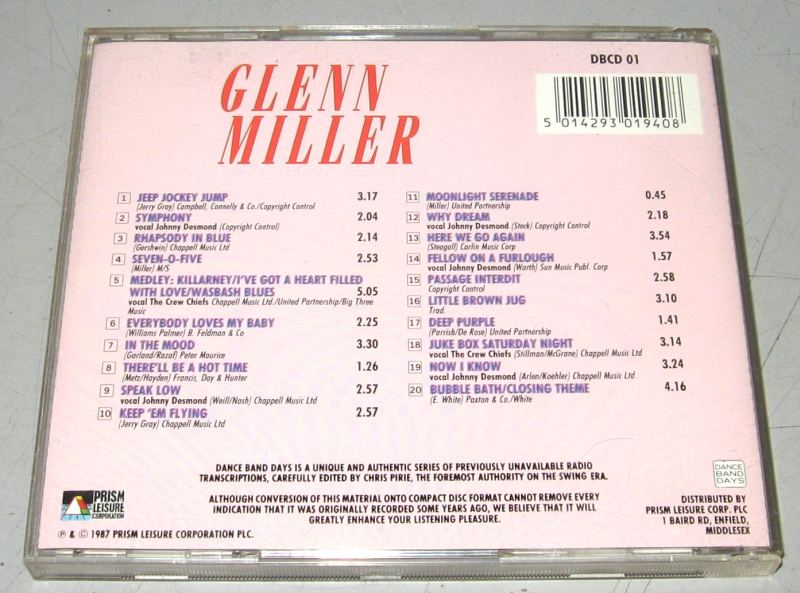 DBCD 01
GLENN
MILLER
5 014293 019408
1 JEEP JOCKEY JUMP 3.17
(Jerry Gray) Campbell, Connelly & Co./Copyright Control
2 SYMPHONY 2.04
vocal Johnny Desmond (Copyright Control)
3 RHAPSODY IN BLUE 2.14
(Gershwin) Chappell Music Ltd
4 SEVEN-O-FIVE 2.53
(Miller) M/S
5 MEDLEY: KILLARNEY/I'VE GOT A HEART FILLED
WITH LOVE/WASBASH BLUES 5.05
vocal The Crew Chiefs Chappell Music Ltd./United Partnership/Big Three
Music
6 EVERYBODY LOVES MY BABY 2.25
(Williams Palmer) B. Feldman & Co
7 IN THE MOOD 3.30
(Garland/Razaf) Peter Maurice
8 THERE'LL BE A HOT TIME 1.26
(Metz/Hayden) Francis, Day & Hunter
9 SPEAK LOW 2.57
vocal Johnny Desmond (Weill/Nash) Chappell Music Ltd
10 KEEP 'EM FLYING 2.57
(Jerry Gray) Chappell Music Ltd
11 MOONLIGHT SERENADE 0.45
(Miller) United Partnership
12 WHY DREAM 2.18
vocal Johnny Desmond (Steck) Copyright Control
13 HERE WE GO AGAIN 3.54
(Steagall) Carlin Music Corp
14 FELLOW ON A FURLOUGH 1.57
vocal Johnny Desmond (Worth) Sun Music Publ. Corp
15 PASSAGE INTERDIT 2.58
Copyright Control
16 LITTLE BROWN JUG 3.10
Trad.
17 DEEP PURPLE 1.41
(Parrish/De Rose) United Partnership
18 JUKE BOX SATURDAY NIGHT 3.14
vocal The Crew Chiefs (Stillman/McGrane) Chappell Music Ltd
19 NOW I KNOW 3.24
vocal Johnny Desmond (Arlen/Koehler) Chappell Music Ltd
20 BUBBLE BATH/CLOSING THEME 4.16
(E. White) Paxton & Co./White
DANCE BAND DAYS IS A UNIQUE AND AUTHENTIC SERIES OF PREVIOUSLY UNAVAILABLE RADIO
TRANSCRIPTIONS, CAREFULLY EDITED BY CHRIS PIRIE, THE FOREMOST AUTHORITY ON THE SWING ERA.
ALTHOUGH CONVERSION OF THIS MATERIAL ONTO COMPACT DISC FORMAT CANNOT REMOVE EVERY
INDICATION THAT IT WAS ORIGINALLY RECORDED SOME YEARS AGO, WE BELIEVE THAT IT WILL
GREATLY ENHANCE YOUR LISTENING PLEASURE.
PRISM
LEISURE
CORPORATION
℗ & © 1987 PRISM LEISURE CORPORATION PLC.
DANCE
BAND
DAYS
DISTRIBUTED BY
PRISM LEISURE CORP. PLC
1 BAIRD RD, ENFIELD,
MIDDLESEX